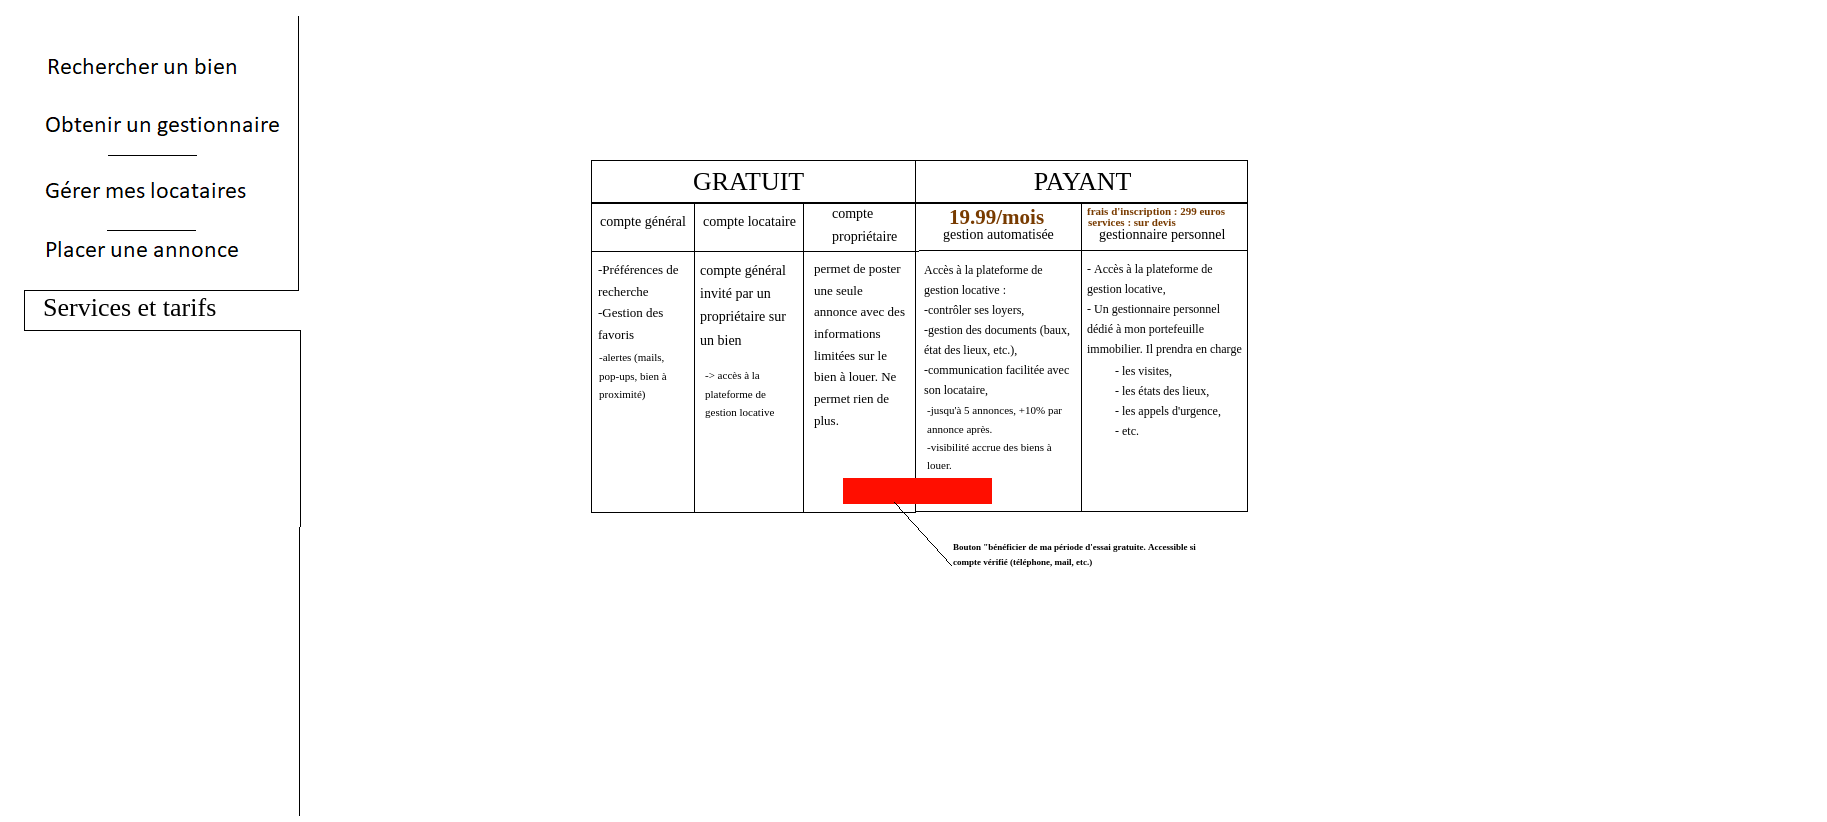 Rechercher un bien
Obtenir un gestionnaire
Gérer mes locataires
Placer une annonce
Services et tarifs
GRATUIT
PAYANT
compte général
compte locataire
compte
propriétaire
19.99/mois
gestion automatisée
frais d'inscription : 299 euros
services : sur devis
gestionnaire personnel
-Préférences de
recherche
-Gestion des
favoris
-alertes (mails,
pop-ups, bien à
proximité)
compte général
invité par un
propriétaire sur
un bien
-> accès à la
plateforme de
gestion locative
permet de poster
une seule
annonce avec des
informations
limitées sur le
bien à louer. Ne
permet rien de
plus.
Accès à la plateforme de
gestion locative :
-contrôler ses loyers,
-gestion des documents (baux,
état des lieux, etc.),
-communication facilitée avec
son locataire,
-jusqu'à 5 annonces, +10% par
annonce après.
-visibilité accrue des biens à
louer.
- Accès à la plateforme de
gestion locative,
- Un gestionnaire personnel
dédié à mon portefeuille
immobilier. Il prendra en charge
- les visites,
- les états des lieux,
- les appels d'urgence,
- etc.
Bouton "bénéficier de ma période d'essai gratuite. Accessible si
compte vérifié (téléphone, mail, etc.)